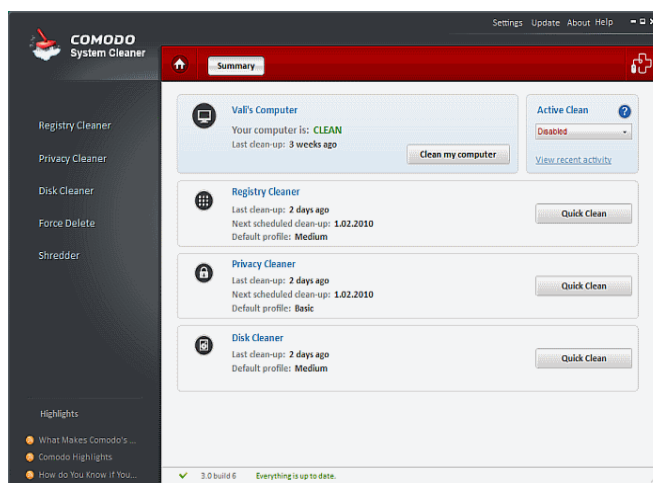 Settings Update About Help
COMODO
System Cleaner
Summary
Registry Cleaner
Privacy Cleaner
Disk Cleaner
Force Delete
Shredder
Vali's Computer
Your computer is: CLEAN
Last clean-up: 3 weeks ago
Clean my computer
Active Clean
?
Disabled
View recent activity
Registry Cleaner
Last clean-up: 2 days ago
Next scheduled clean-up: 1.02.2010
Default profile: Medium
Quick Clean
Privacy Cleaner
Last clean-up: 2 days ago
Next scheduled clean-up: 1.02.2010
Default profile: Basic
Quick Clean
Disk Cleaner
Last clean-up: 2 days ago
Default profile: Medium
Quick Clean
Highlights
What Makes Comodo's ...
Comodo Highlights
How do You Know if You...
3.0 build 6 Everything is up to date.